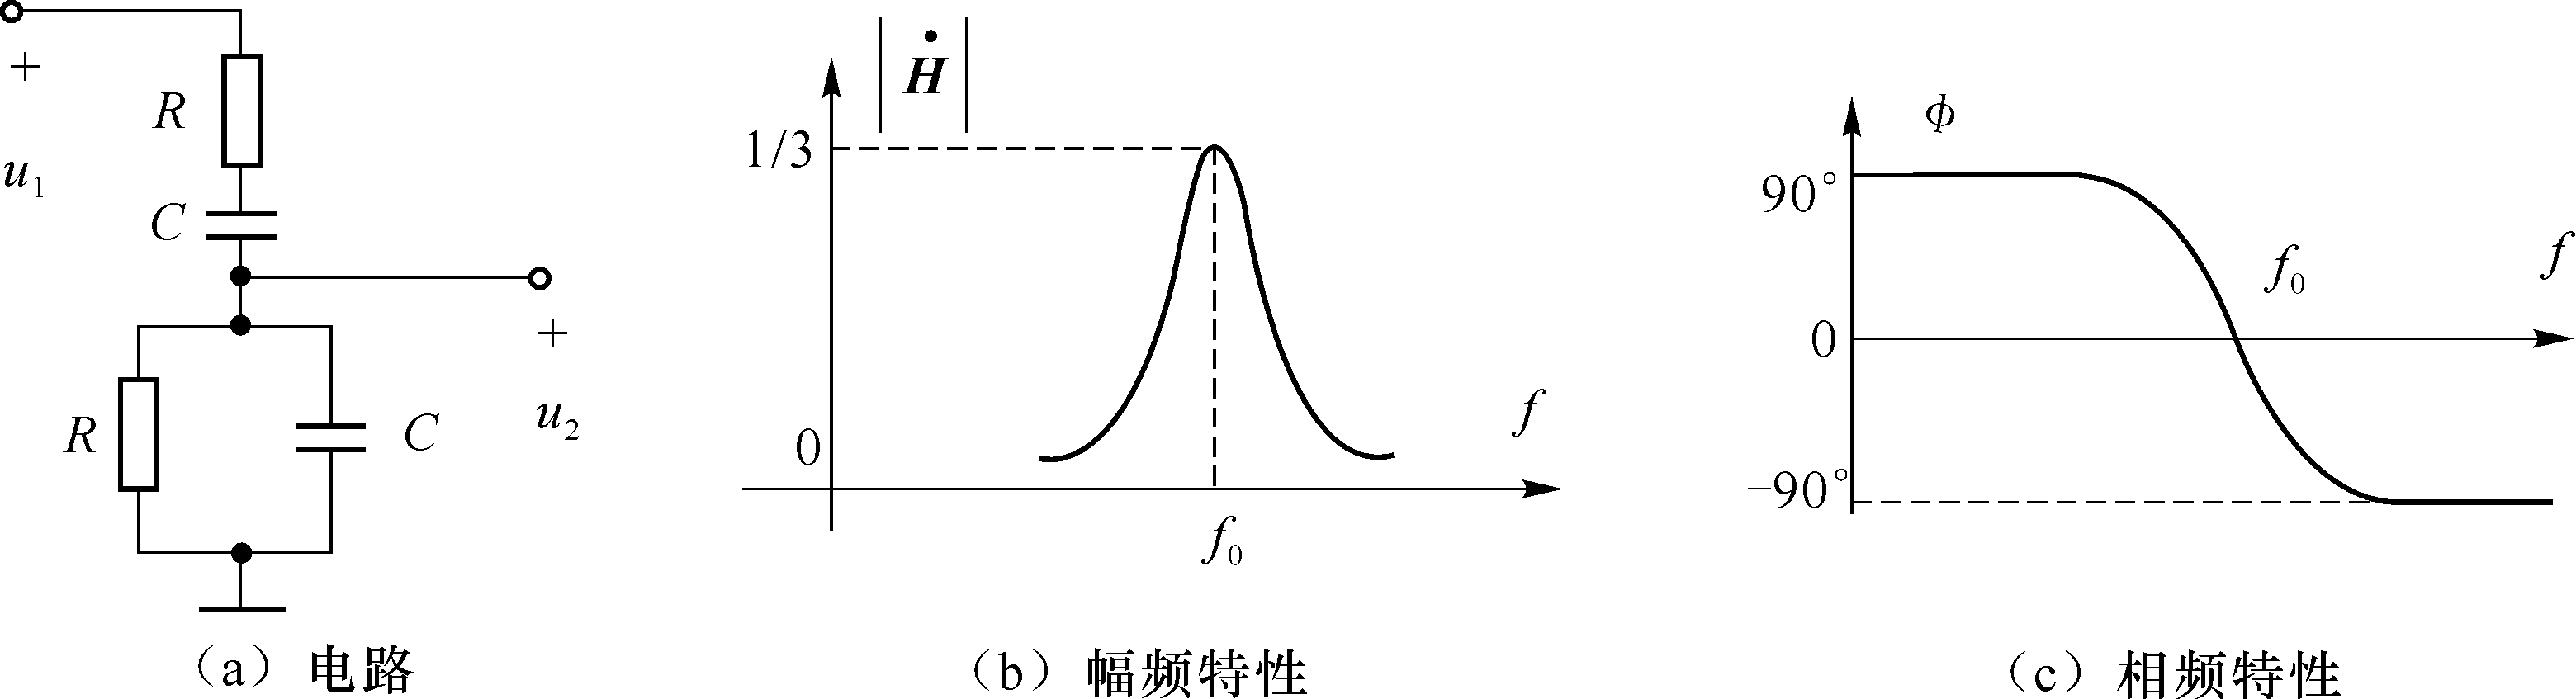 +
R
u₁
C
+
R
C
u₂
（a）电路
|Ḣ|
1/3
0
f
f₀
（b）幅频特性
Φ
90°
f₀
f
0
−90°
（c）相频特性